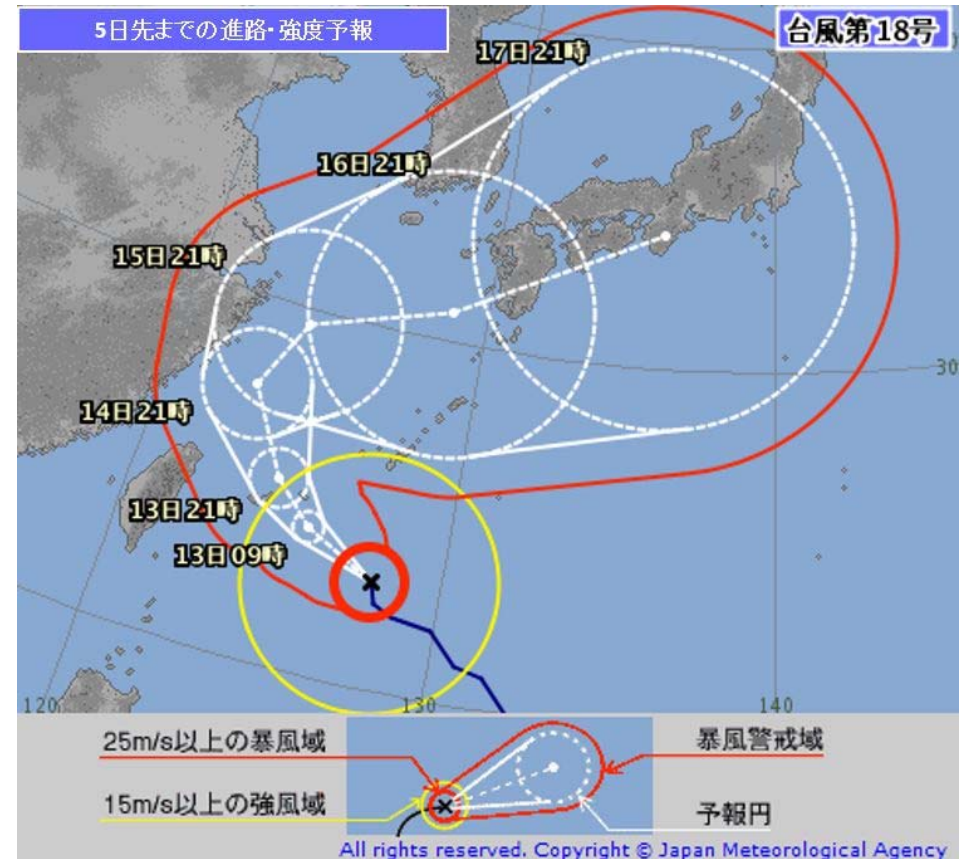 5日先までの進路・強度予報
台風第18号
17日21時
16日21時
15日21時
14日21時
13日21時
13日09時
30
120
130
140
25m/s以上の暴風域
暴風警戒域
15m/s以上の強風域
予報円
All rights reserved. Copyright © Japan Meteorological Agency